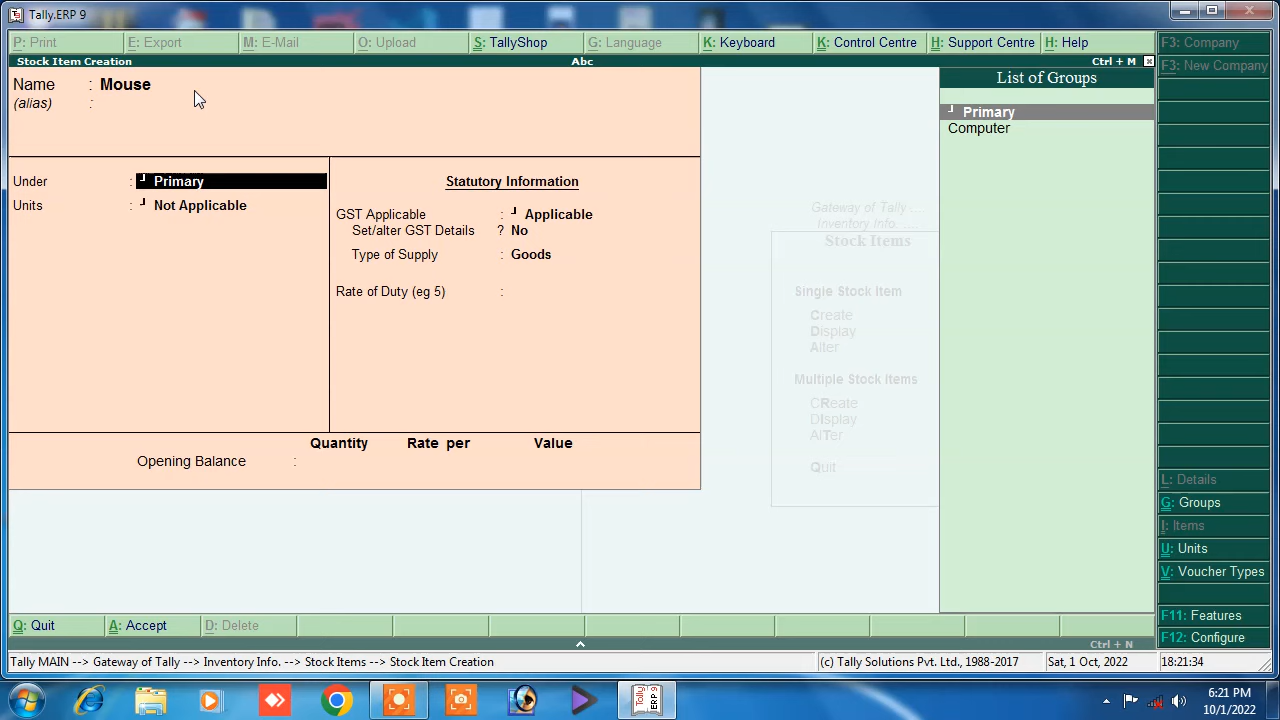 Tally.ERP 9
P: Print E: Export M: E-Mail O: Upload S: TallyShop G: Language K: Keyboard K: Control Centre H: Support Centre H: Help
F3: Company
F3: New Company
Stock Item Creation Abc Ctrl + M
Name : Mouse
(alias) :
List of Groups
Primary
Computer
Under : Primary
Units : Not Applicable
Statutory Information
GST Applicable : Applicable
Set/alter GST Details ? No
Type of Supply : Goods
Rate of Duty (eg 5) :
Gateway of Tally ....
Inventory Info. ....
Stock Items
Single Stock Item
Create
Display
Alter
Multiple Stock Items
CReate
DIsplay
AlTer
Quit
Quantity Rate per Value
Opening Balance :
L: Details
G: Groups
I: Items
U: Units
V: Voucher Types
F11: Features
F12: Configure
Q: Quit A: Accept D: Delete
Ctrl + N
Tally MAIN --> Gateway of Tally --> Inventory Info. --> Stock Items --> Stock Item Creation (c) Tally Solutions Pvt. Ltd., 1988-2017 Sat, 1 Oct, 2022 18:21:34
Tally ERP 9
6:21 PM
10/1/2022